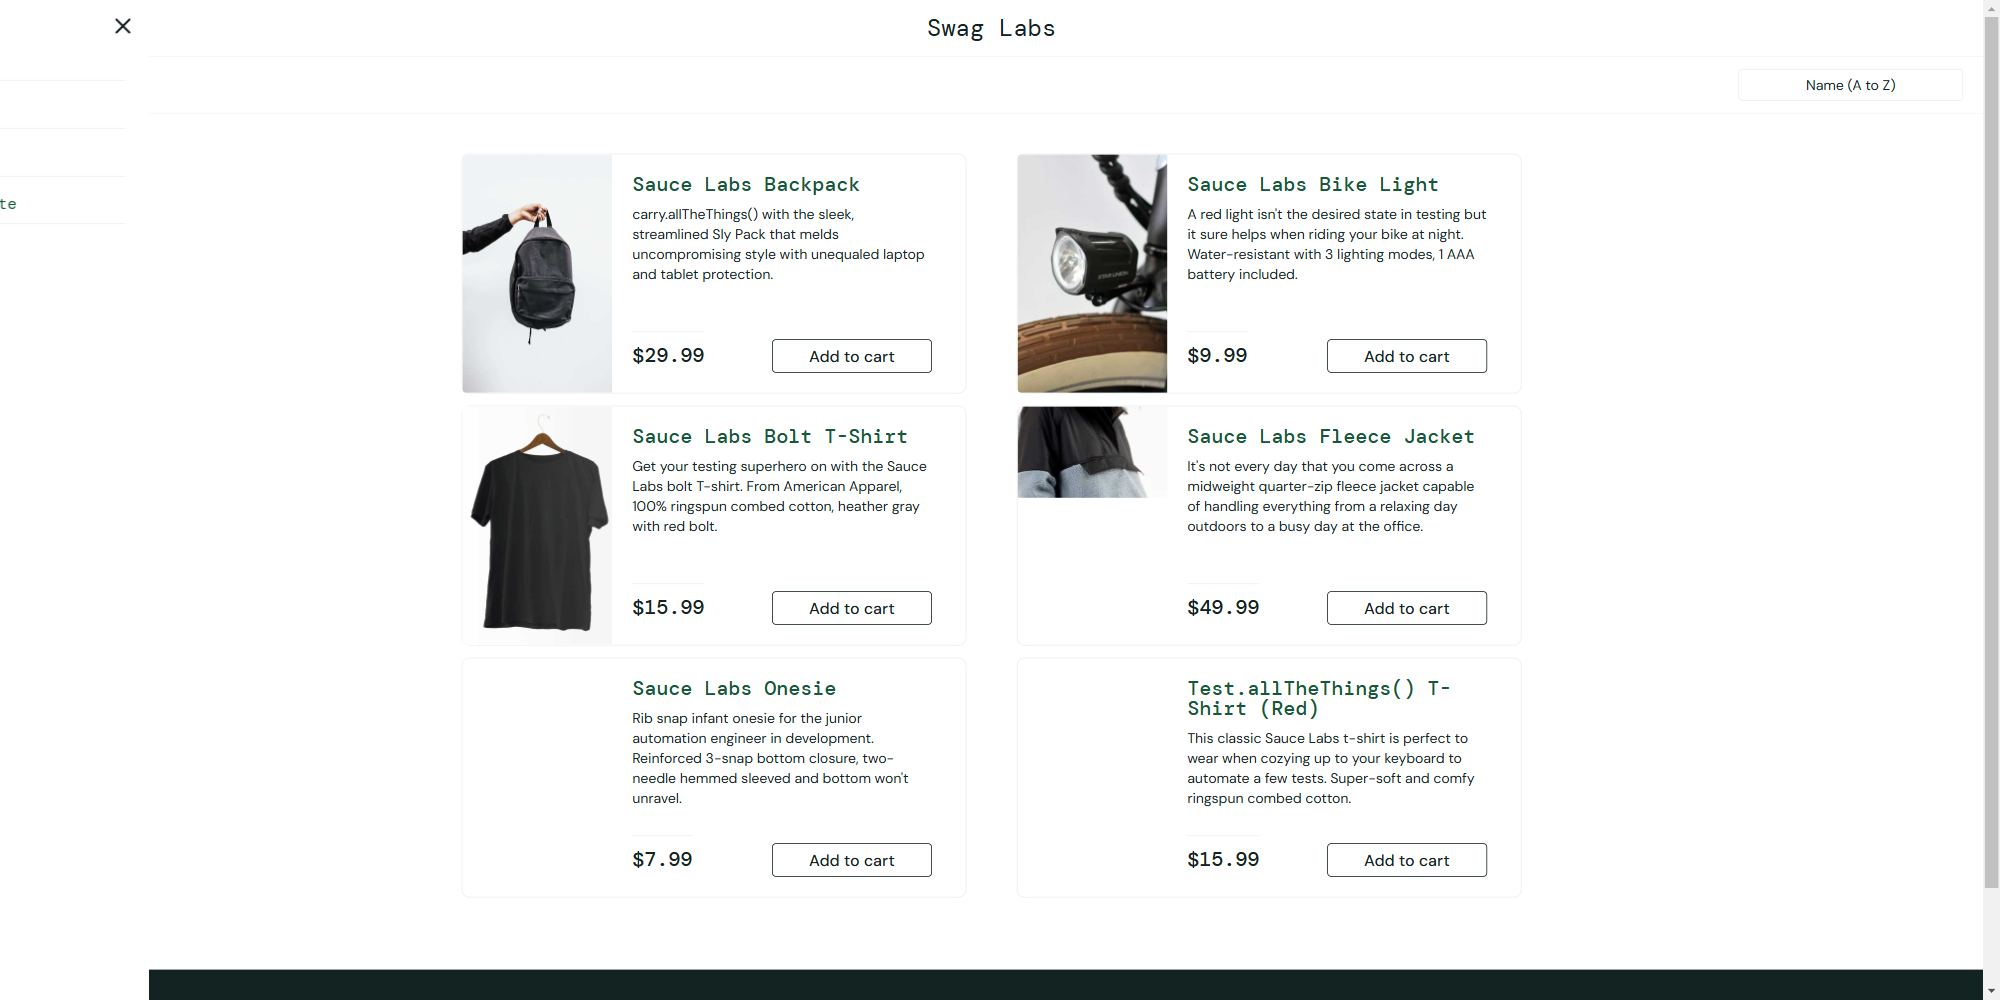 Swag Labs
te
Name (A to Z)
Sauce Labs Backpack
carry.allTheThings() with the sleek,
streamlined Sly Pack that melds
uncompromising style with unequaled laptop
and tablet protection.
$29.99
Add to cart
Sauce Labs Bike Light
A red light isn't the desired state in testing but
it sure helps when riding your bike at night.
Water-resistant with 3 lighting modes, 1 AAA
battery included.
$9.99
Add to cart
Sauce Labs Bolt T-Shirt
Get your testing superhero on with the Sauce
Labs bolt T-shirt. From American Apparel,
100% ringspun combed cotton, heather gray
with red bolt.
$15.99
Add to cart
Sauce Labs Fleece Jacket
It's not every day that you come across a
midweight quarter-zip fleece jacket capable
of handling everything from a relaxing day
outdoors to a busy day at the office.
$49.99
Add to cart
Sauce Labs Onesie
Rib snap infant onesie for the junior
automation engineer in development.
Reinforced 3-snap bottom closure, two-
needle hemmed sleeved and bottom won't
unravel.
$7.99
Add to cart
Test.allTheThings() T-
Shirt (Red)
This classic Sauce Labs t-shirt is perfect to
wear when cozying up to your keyboard to
automate a few tests. Super-soft and comfy
ringspun combed cotton.
$15.99
Add to cart